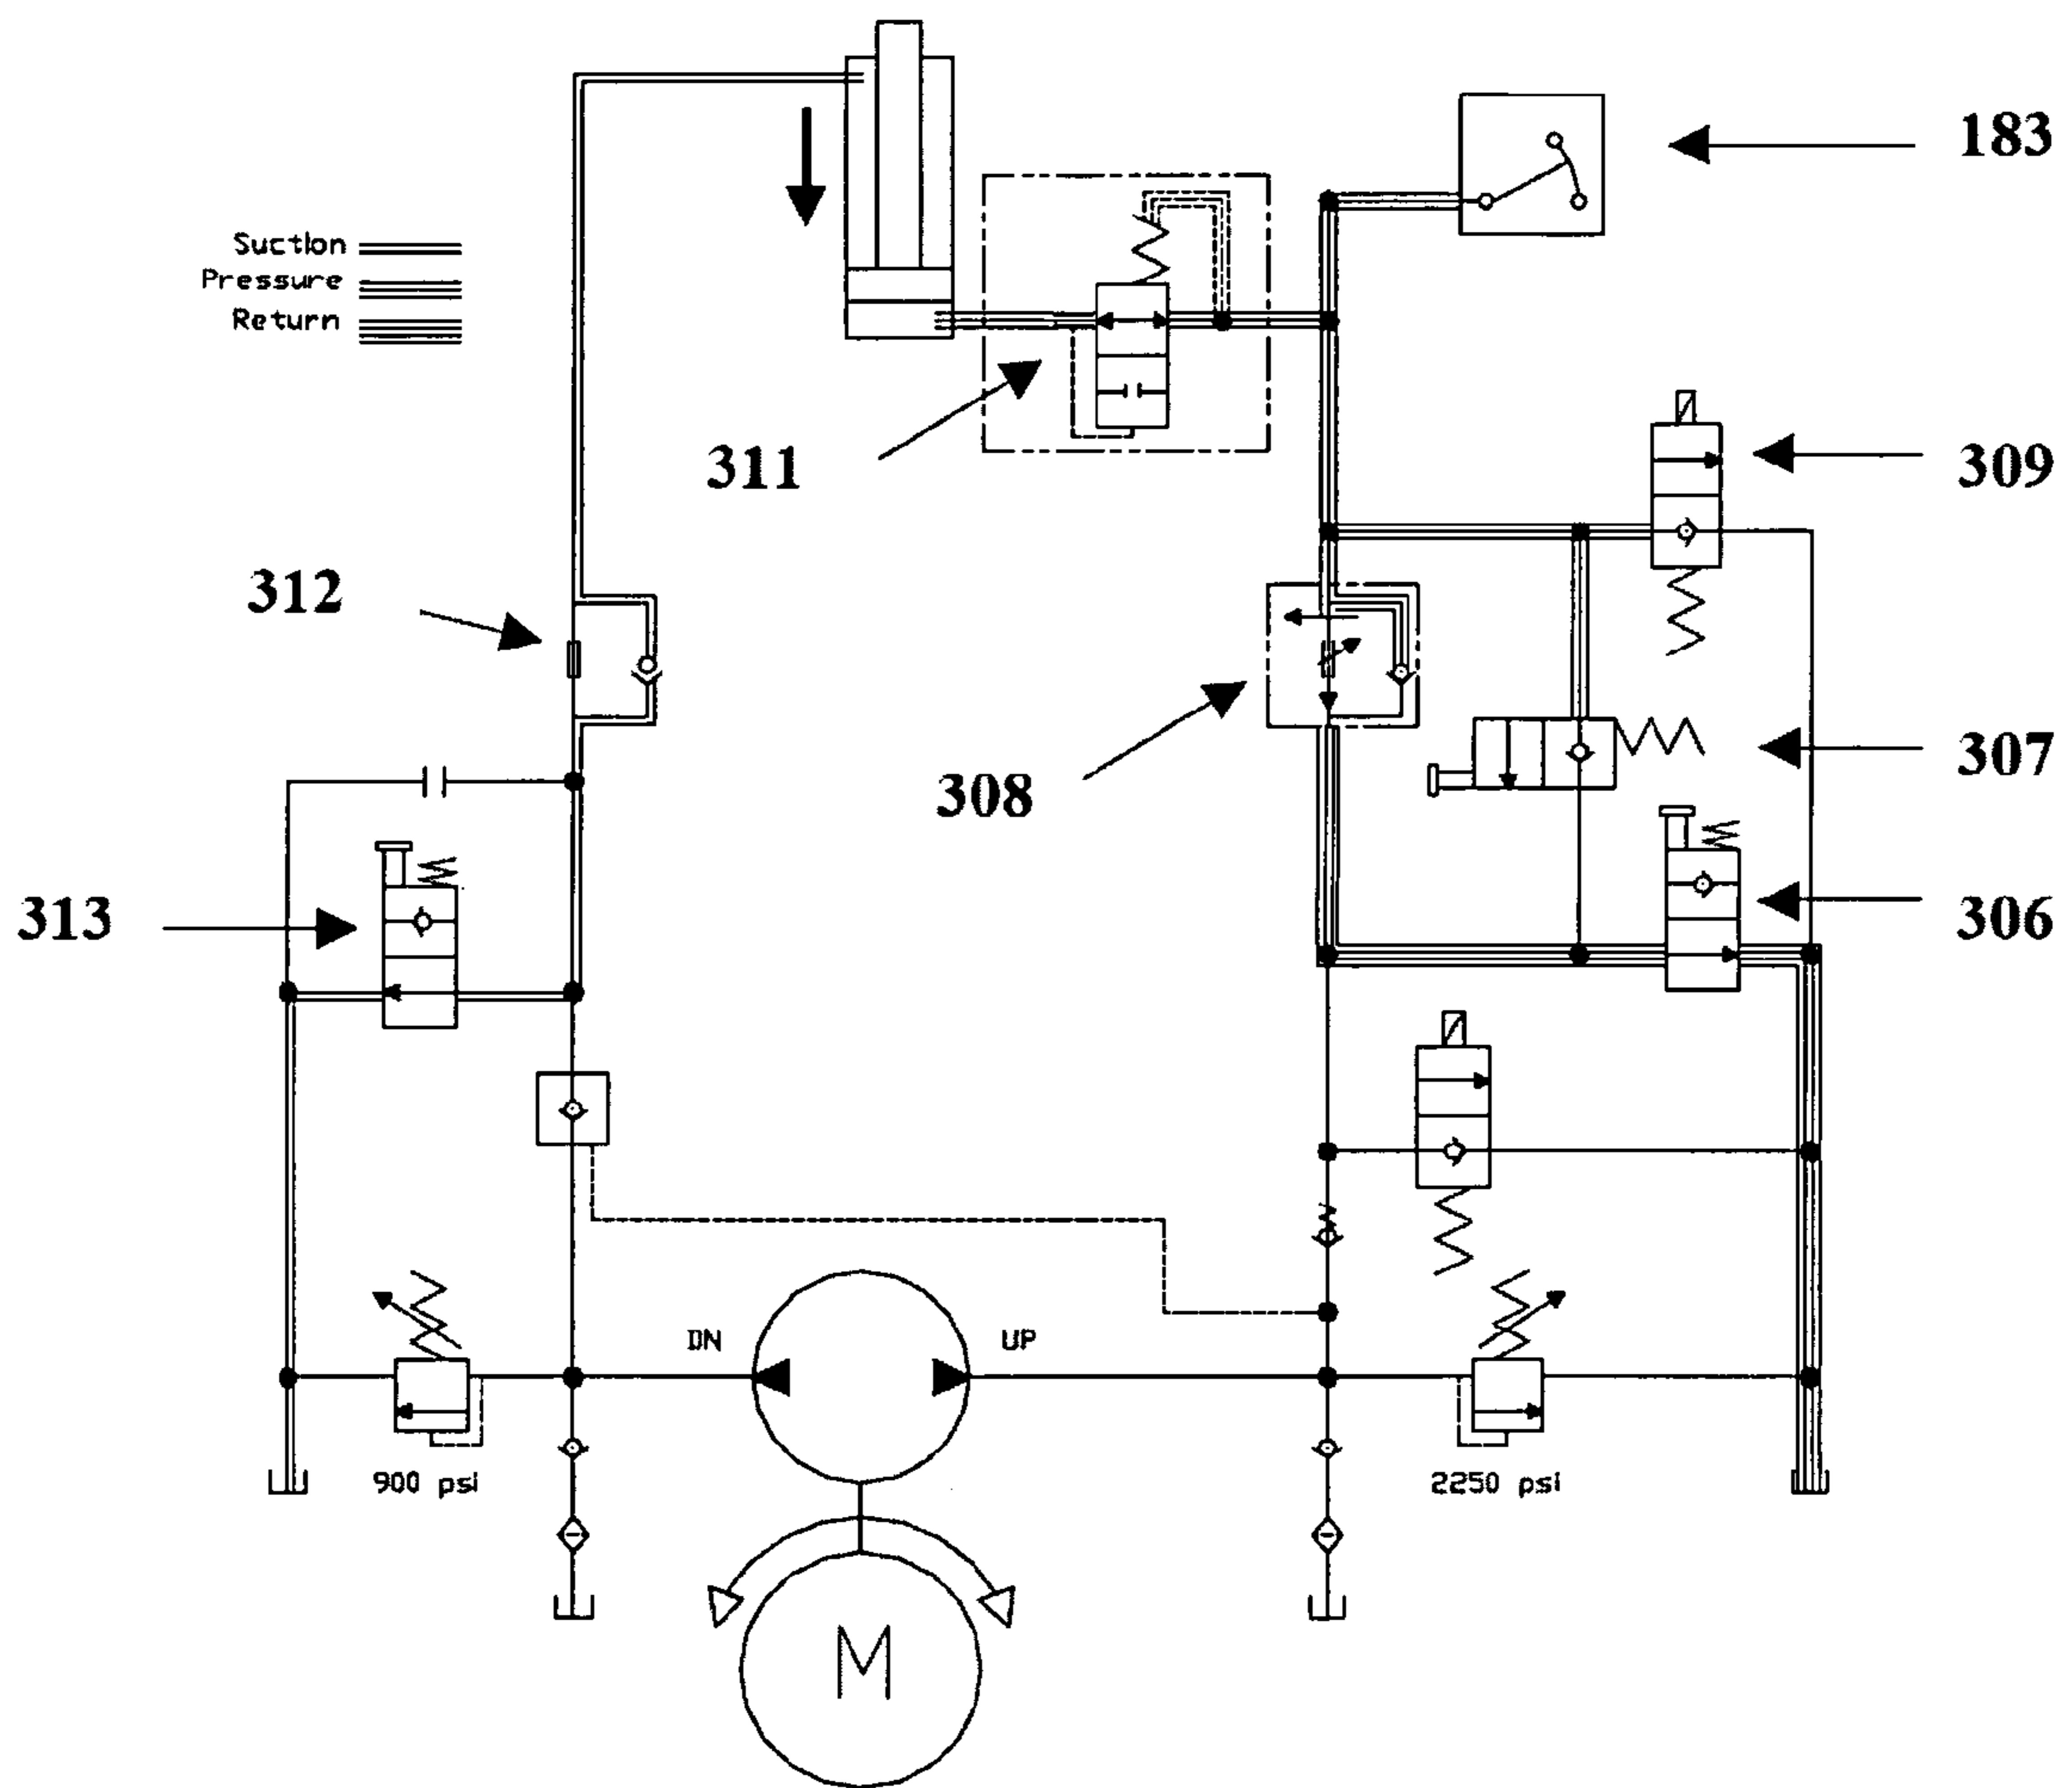 183
Suction
Pressure
Return
311
309
312
308
307
313
306
DN
UP
900 psi
2250 psi
M